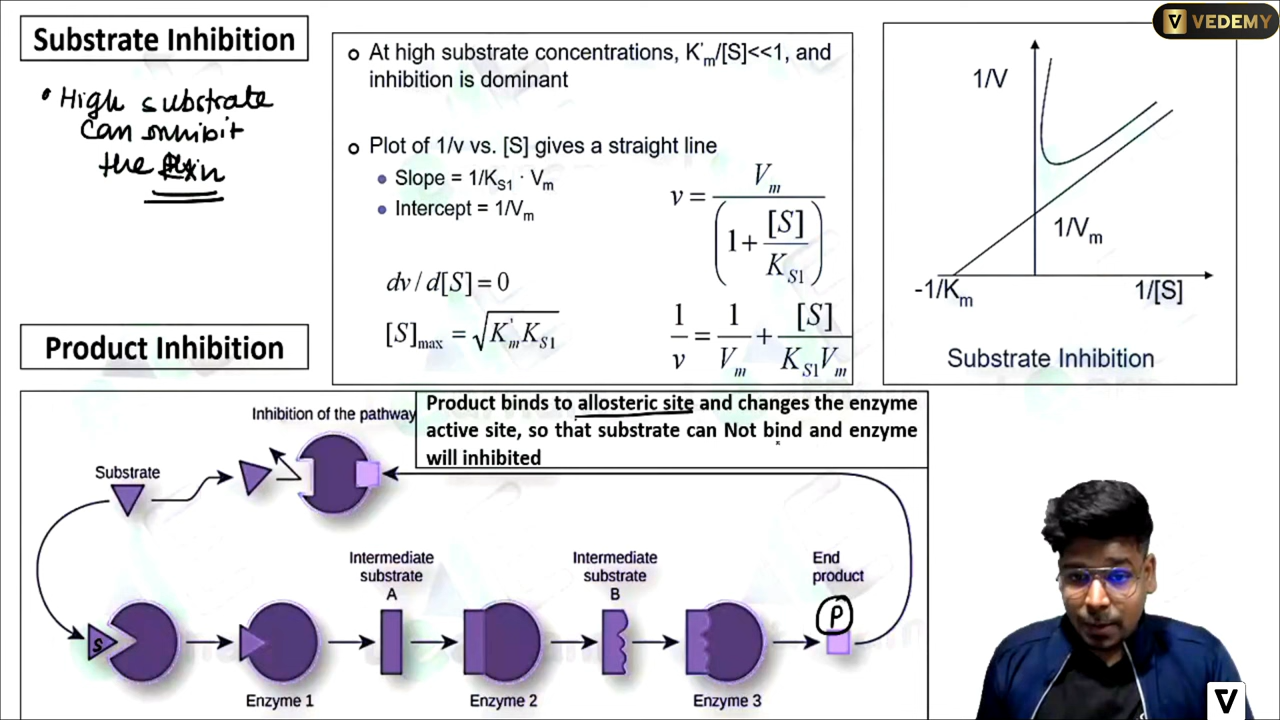 VEDEMY
Substrate Inhibition
• High substrate
can inhibit
the rxn
o At high substrate concentrations, K'm/[S]<<1, and
inhibition is dominant
o Plot of 1/v vs. [S] gives a straight line
• Slope = 1/KS1 · Vm
• Intercept = 1/Vm
v = Vm / (1 + [S]/KS1)
dv / d[S] = 0
[S]max = √K'm KS1
1/v = 1/Vm + [S]/KS1Vm
1/V
1/Vm
-1/Km
1/[S]
Substrate Inhibition
Product Inhibition
Inhibition of the pathway
Product binds to allosteric site and changes the enzyme
active site, so that substrate can Not bind and enzyme
will inhibited
Substrate
Intermediate
substrate
A
Intermediate
substrate
B
End
product
P
S
Enzyme 1
Enzyme 2
Enzyme 3